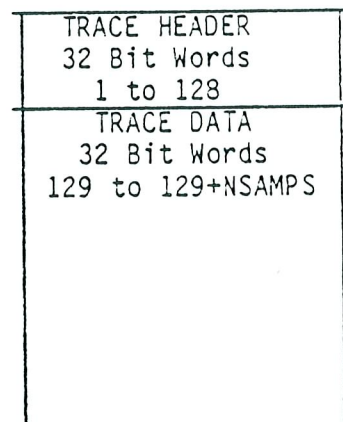 TRACE HEADER
32 Bit Words
1 to 128
TRACE DATA
32 Bit Words
129 to 129+NSAMPS